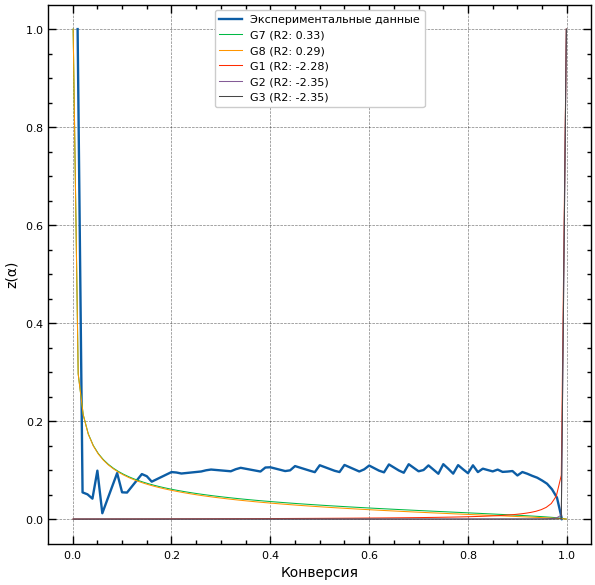 Экспериментальные данные
G7 (R2: 0.33)
G8 (R2: 0.29)
G1 (R2: -2.28)
G2 (R2: -2.35)
G3 (R2: -2.35)
1.0
0.8
0.6
0.4
0.2
0.0
z(α)
0.0 0.2 0.4 0.6 0.8 1.0
Конверсия